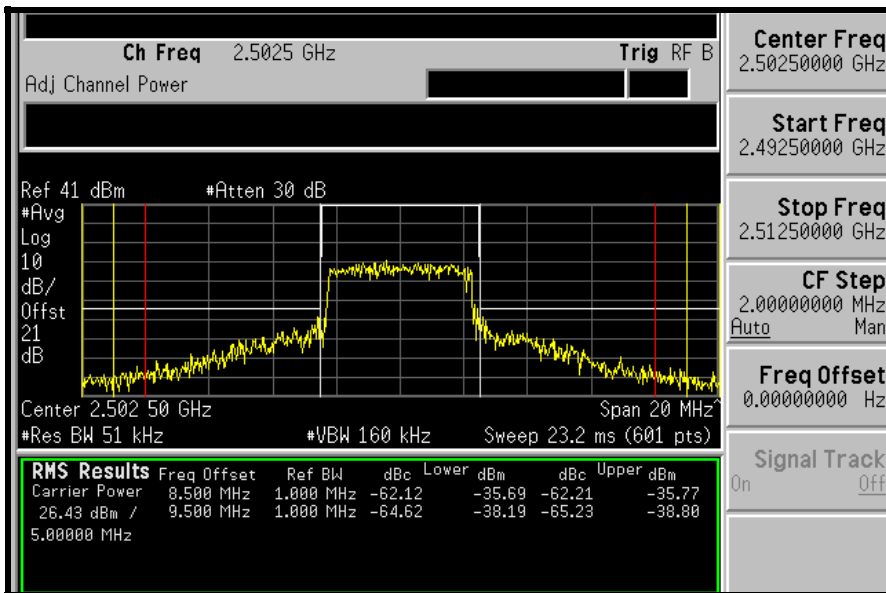 Ch Freq 2.5025 GHz Trig RF B
Adj Channel Power
Ref 41 dBm #Atten 30 dB
#Avg
Log
10
dB/
Offst
21
dB
Center 2.502 50 GHz Span 20 MHz^
#Res BW 51 kHz #VBW 160 kHz Sweep 23.2 ms (601 pts)
RMS Results Freq Offset Ref BW dBc Lower dBm dBc Upper dBm
Carrier Power 8.500 MHz 1.000 MHz -62.12 -35.69 -62.21 -35.77
26.43 dBm / 9.500 MHz 1.000 MHz -64.62 -38.19 -65.23 -38.80
5.00000 MHz
Center Freq
2.50250000 GHz
Start Freq
2.49250000 GHz
Stop Freq
2.51250000 GHz
CF Step
2.00000000 MHz
Auto Man
Freq Offset
0.00000000 Hz
Signal Track
On Off